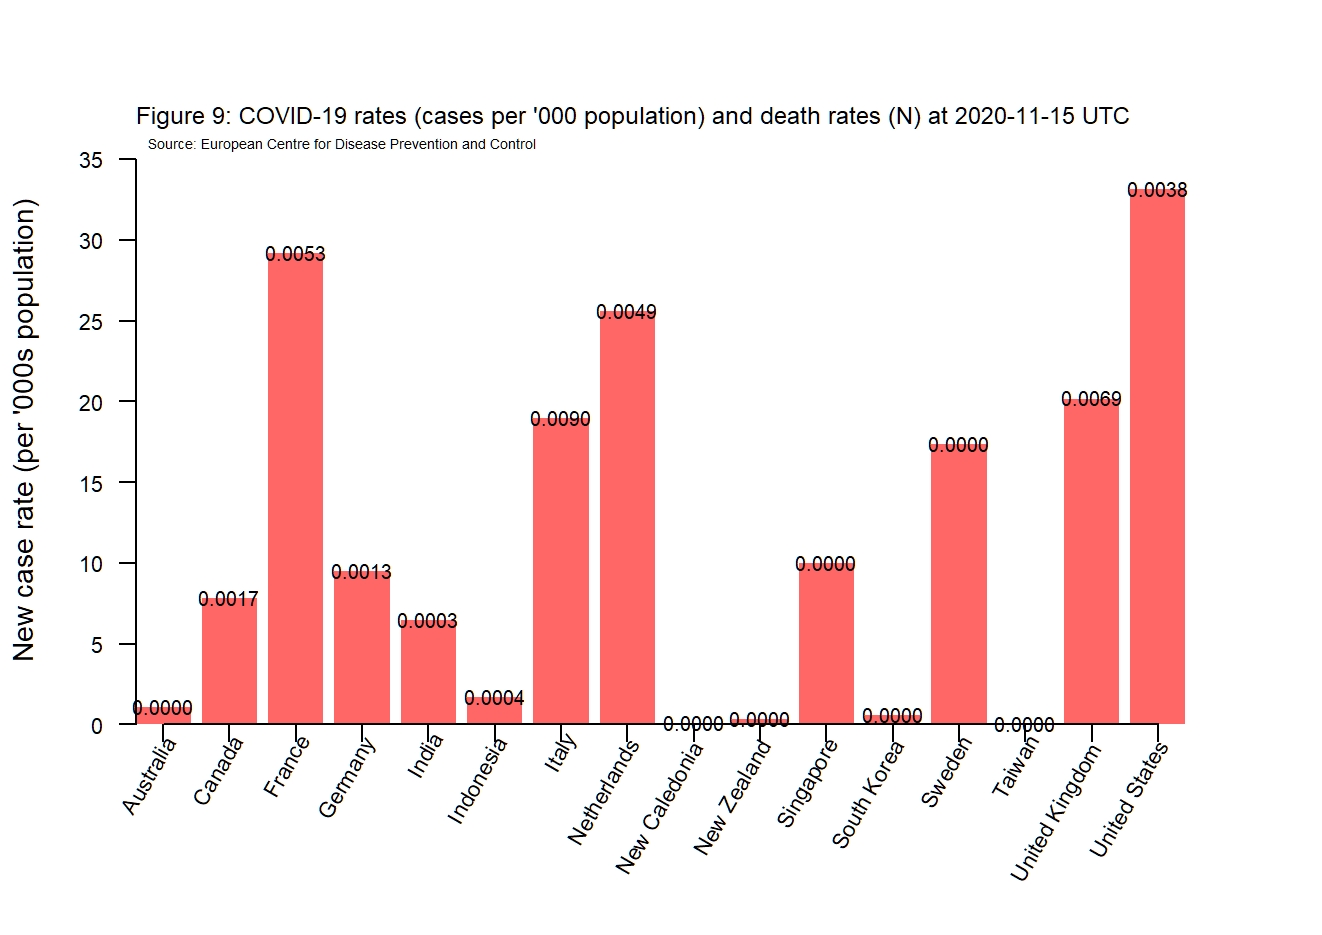 Figure 9: COVID-19 rates (cases per '000 population) and death rates (N) at 2020-11-15 UTC
Source: European Centre for Disease Prevention and Control
New case rate (per '000s population)
35
30
25
20
15
10
5
0
0.0000
0.0017
0.0053
0.0013
0.0003
0.0004
0.0090
0.0049
0.0000
0.0000
0.0000
0.0000
0.0000
0.0000
0.0069
0.0038
Australia
Canada
France
Germany
India
Indonesia
Italy
Netherlands
New Caledonia
New Zealand
Singapore
South Korea
Sweden
Taiwan
United Kingdom
United States